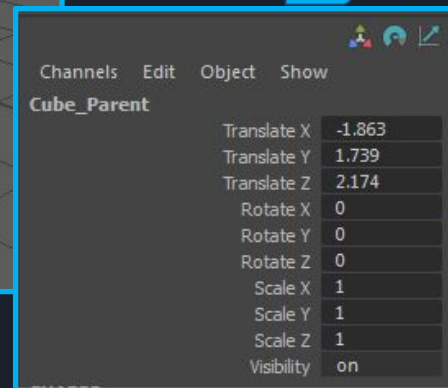 Channels Edit Object Show
Cube_Parent
Translate X -1.863
Translate Y 1.739
Translate Z 2.174
Rotate X 0
Rotate Y 0
Rotate Z 0
Scale X 1
Scale Y 1
Scale Z 1
Visibility on